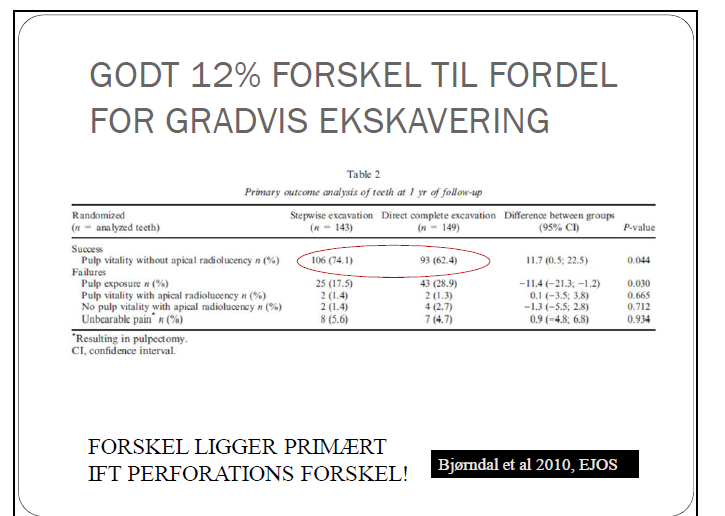 GODT 12% FORSKEL TIL FORDEL
FOR GRADVIS EKSKAVERING
Table 2
Primary outcome analysis of teeth at 1 yr of follow-up
Randomized Stepwise excavation Direct complete excavation Difference between groups
(n = analyzed teeth) (n = 143) (n = 149) (95% CI) P-value
Success
Pulp vitality without apical radiolucency n (%) 106 (74.1) 93 (62.4) 11.7 (0.5; 22.5) 0.044
Failures
Pulp exposure n (%) 25 (17.5) 43 (28.9) −11.4 (−21.3; −1.2) 0.030
Pulp vitality with apical radiolucency n (%) 2 (1.4) 2 (1.3) 0.1 (−3.5; 3.8) 0.665
No pulp vitality with apical radiolucency n (%) 2 (1.4) 4 (2.7) −1.3 (−5.5; 2.8) 0.712
Unbearable pain* n (%) 8 (5.6) 7 (4.7) 0.9 (−4.8; 6.8) 0.934
*Resulting in pulpectomy.
CI, confidence interval.
FORSKEL LIGGER PRIMÆRT
IFT PERFORATIONS FORSKEL!
Bjørndal et al 2010, EJOS